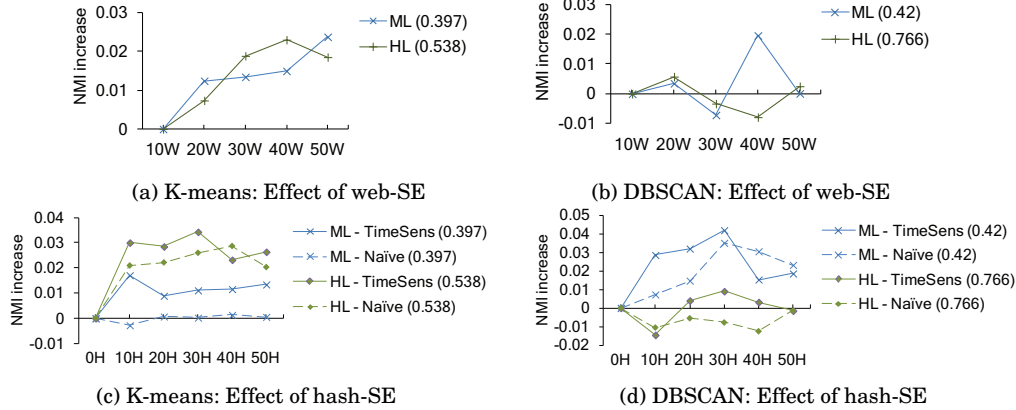 NMI increase
0.03
0.02
0.01
0
10W 20W 30W 40W 50W
ML (0.397)
HL (0.538)
(a) K-means: Effect of web-SE
NMI increase
0.03
0.02
0.01
0
-0.01
10W 20W 30W 40W 50W
ML (0.42)
HL (0.766)
(b) DBSCAN: Effect of web-SE
NMI increase
0.04
0.03
0.02
0.01
0
-0.01
0H 10H 20H 30H 40H 50H
ML - TimeSens (0.397)
ML - Naïve (0.397)
HL - TimeSens (0.538)
HL - Naïve (0.538)
(c) K-means: Effect of hash-SE
NMI increase
0.05
0.04
0.03
0.02
0.01
0
-0.01
-0.02
0H 10H 20H 30H 40H 50H
ML - TimeSens (0.42)
ML - Naïve (0.42)
HL - TimeSens (0.766)
HL - Naïve (0.766)
(d) DBSCAN: Effect of hash-SE